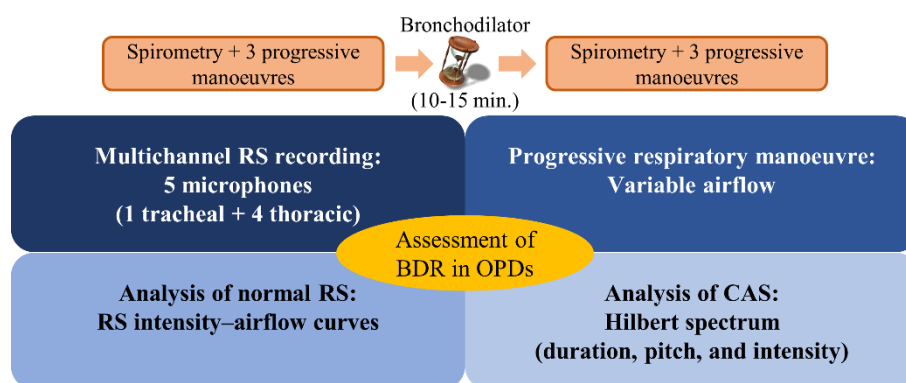 Bronchodilator
Spirometry + 3 progressive
manoeuvres
(10-15 min.)
Spirometry + 3 progressive
manoeuvres
Multichannel RS recording:
5 microphones
(1 tracheal + 4 thoracic)
Progressive respiratory manoeuvre:
Variable airflow
Assessment of
BDR in OPDs
Analysis of normal RS:
RS intensity–airflow curves
Analysis of CAS:
Hilbert spectrum
(duration, pitch, and intensity)